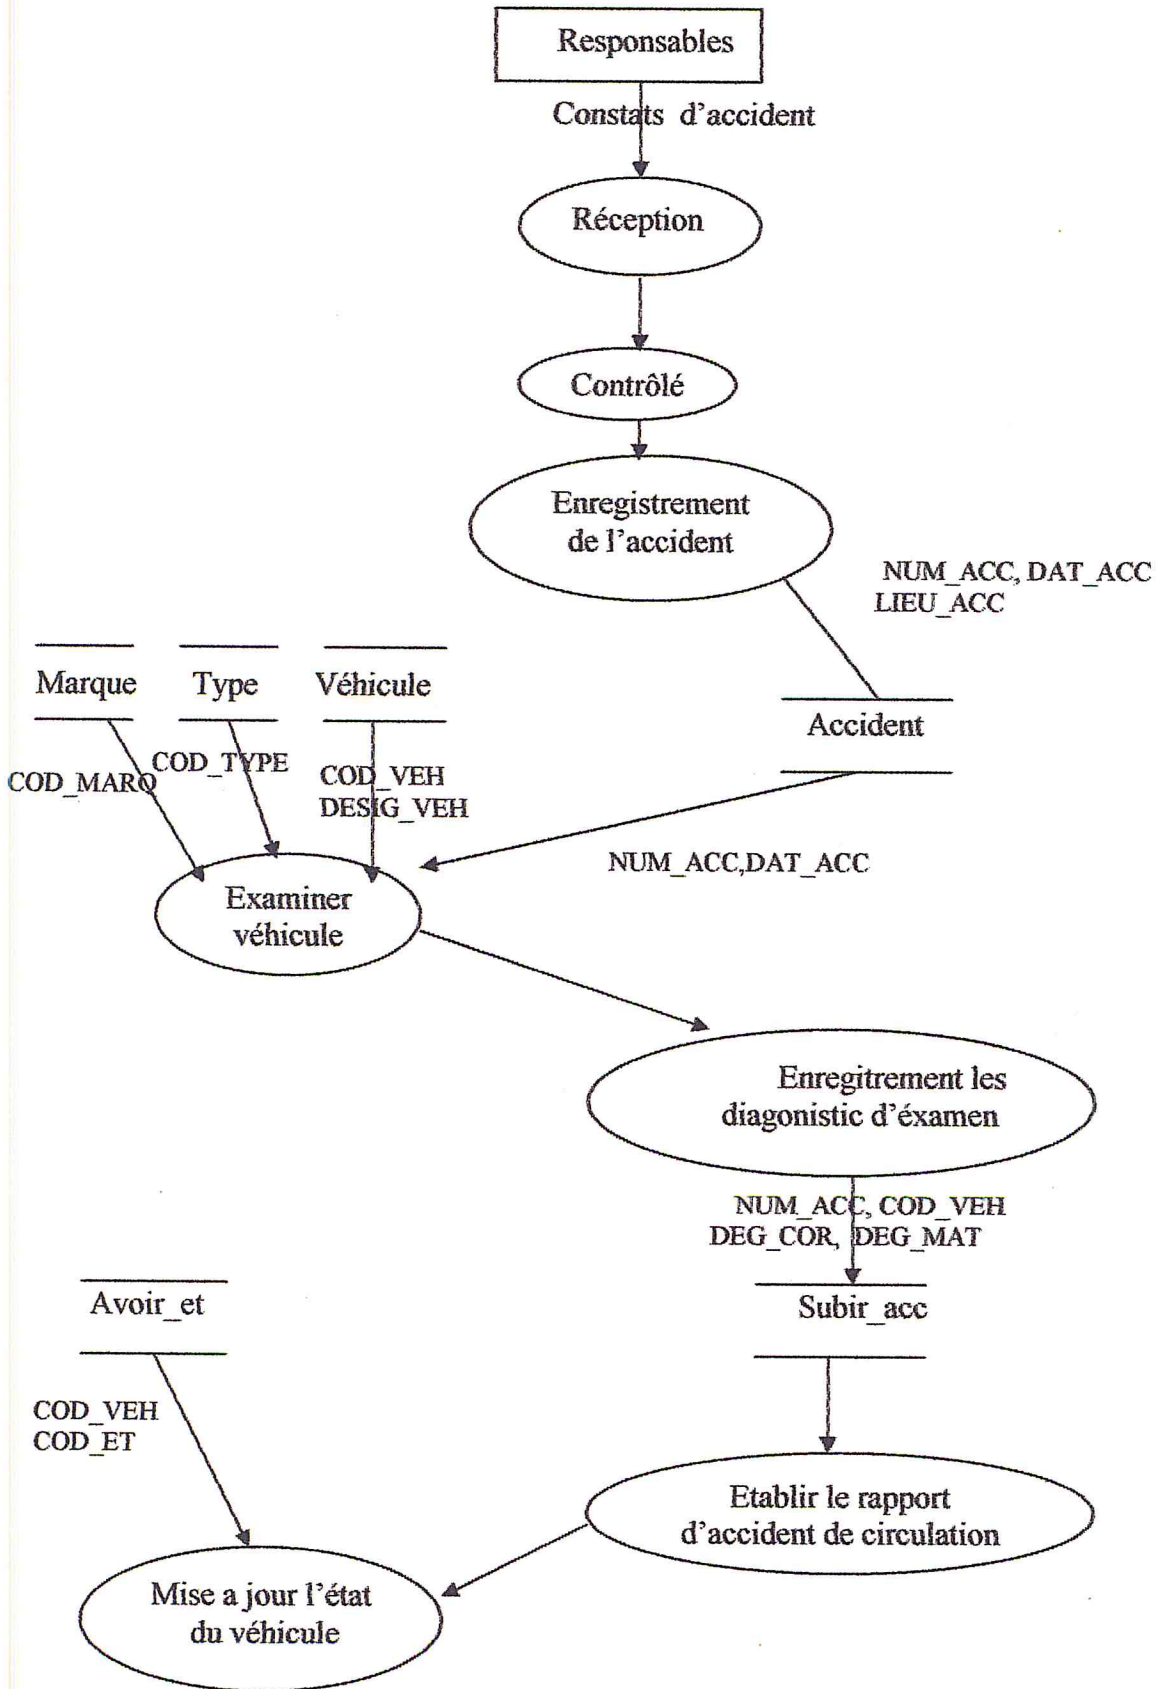 Responsables
Constats d'accident
Réception
Contrôlé
Enregistrement
de l'accident
NUM_ACC, DAT_ACC
LIEU_ACC
Marque Type Véhicule
Accident
COD_MARQ
COD_TYPE
COD_VEH
DESIG_VEH
NUM_ACC,DAT_ACC
Examiner
véhicule
Enregitrement les
diagonistic d'éxamen
NUM_ACC, COD_VEH
DEG_COR, DEG_MAT
Avoir_et
Subir_acc
COD_VEH
COD_ET
Etablir le rapport
d'accident de circulation
Mise a jour l'état
du véhicule